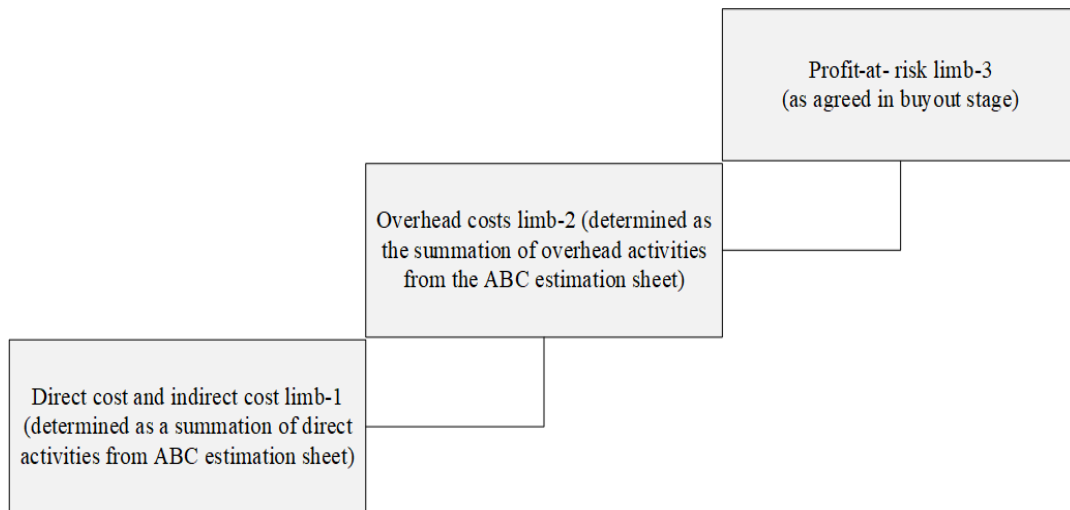 Profit-at- risk limb-3
(as agreed in buyout stage)
Overhead costs limb-2 (determined as
the summation of overhead activities
from the ABC estimation sheet)
Direct cost and indirect cost limb-1
(determined as a summation of direct
activities from ABC estimation sheet)